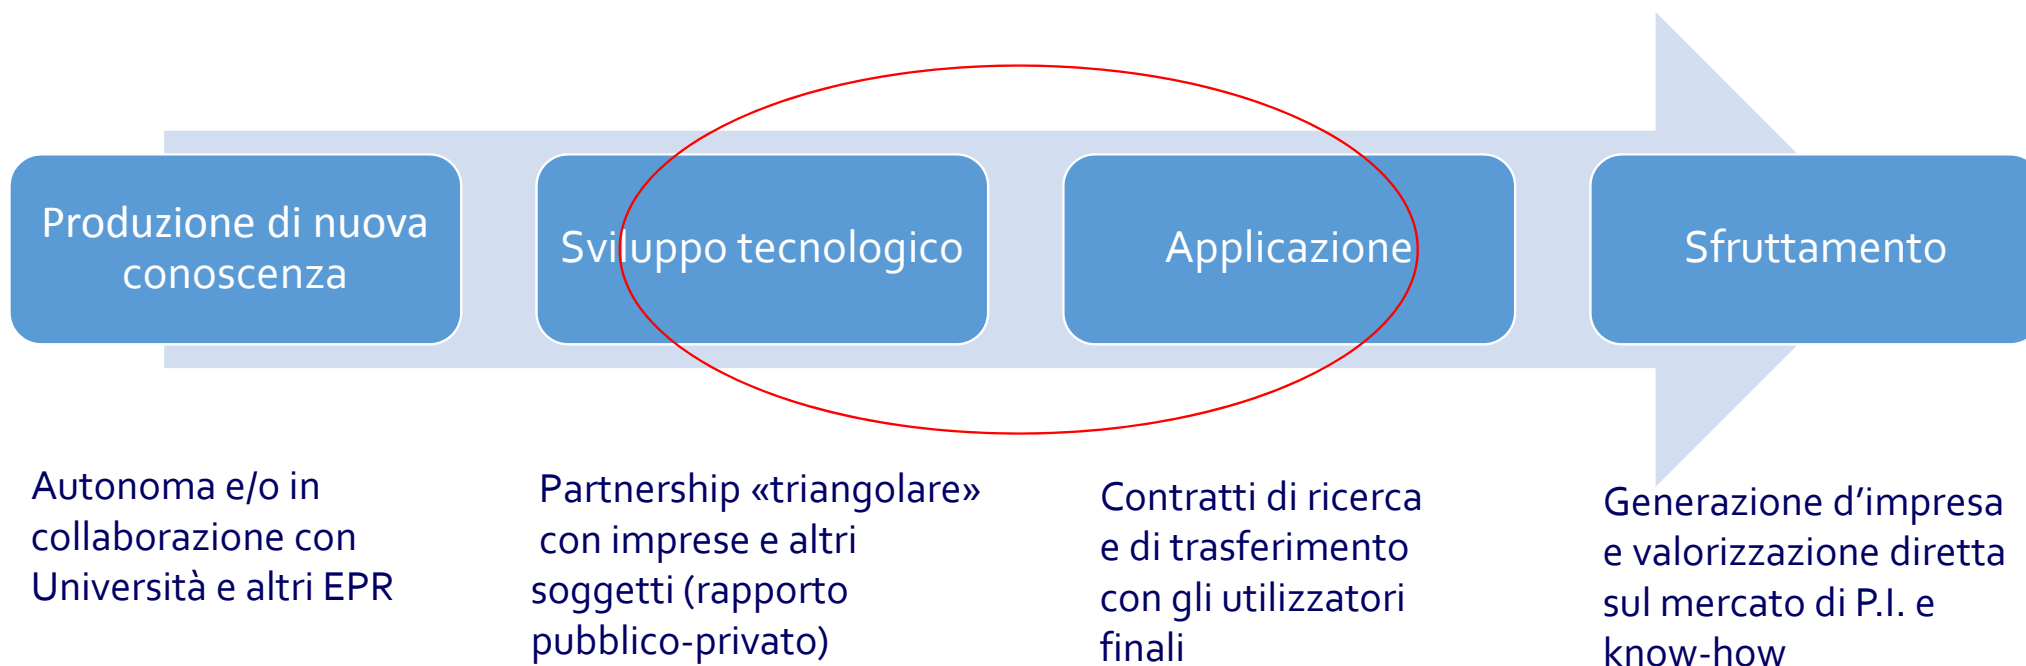 Produzione di nuova
conoscenza
Sviluppo tecnologico
Applicazione
Sfruttamento
Autonoma e/o in
collaborazione con
Università e altri EPR
Partnership «triangolare»
con imprese e altri
soggetti (rapporto
pubblico-privato)
Contratti di ricerca
e di trasferimento
con gli utilizzatori
finali
Generazione d’impresa
e valorizzazione diretta
sul mercato di P.I. e
know-how